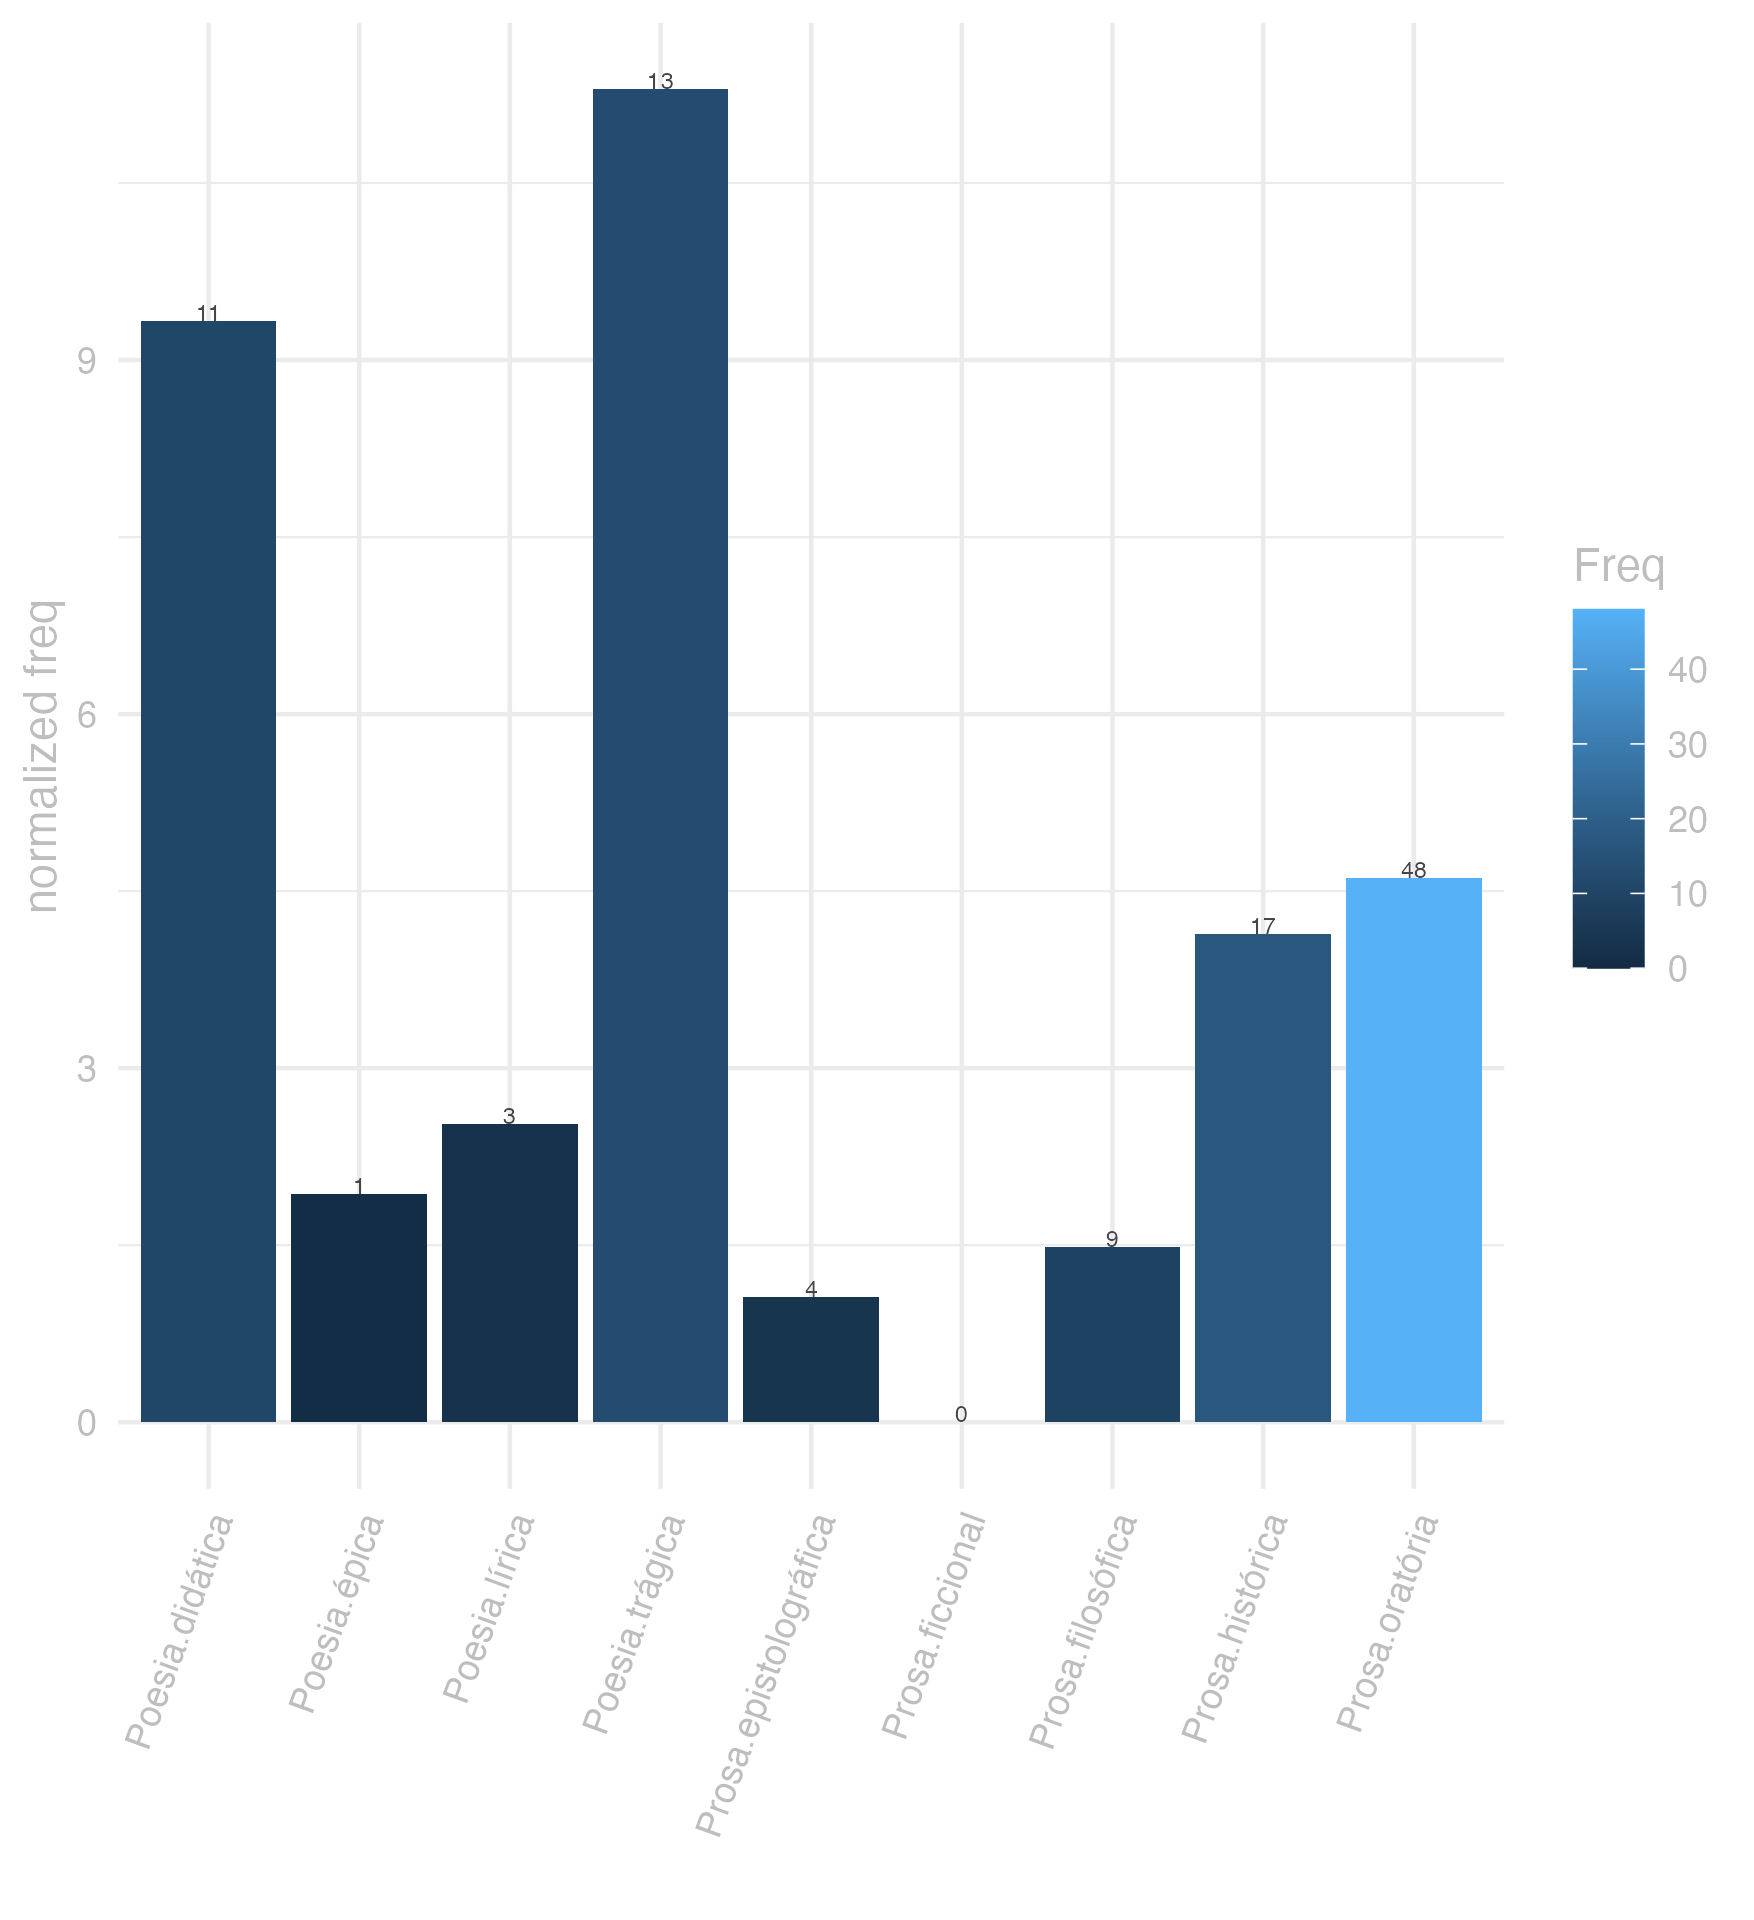 13
11
9
6
3
0
normalized freq
48
17
3
1
9
4
0
Poesia.didática
Poesia.épica
Poesia.lírica
Poesia.trágica
Prosa.epistolográfica
Prosa.ficcional
Prosa.filosófica
Prosa.histórica
Prosa.oratória
Freq
40
30
20
10
0